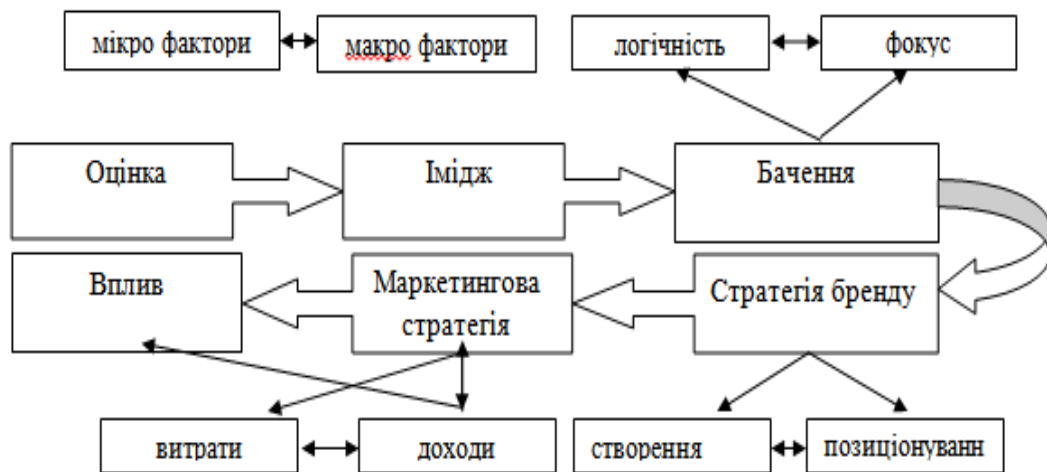 мікро фактори
макро фактори
логічність
фокус
Оцінка
Імідж
Бачення
Вплив
Маркетингова
стратегія
Стратегія бренду
витрати
доходи
створення
позиціонуванн